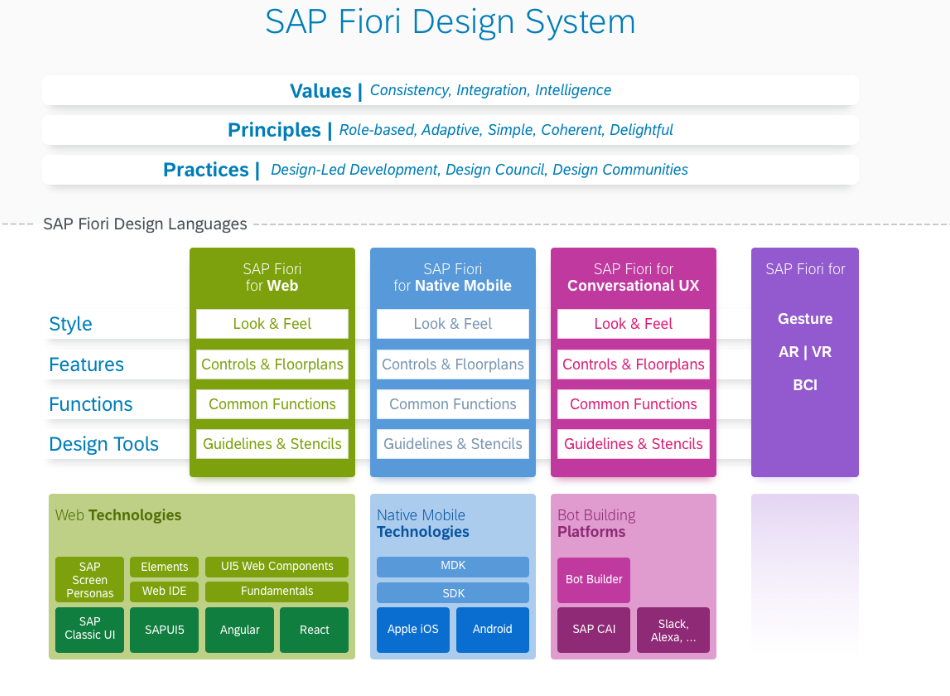 SAP Fiori Design System
Values | Consistency, Integration, Intelligence
Principles | Role-based, Adaptive, Simple, Coherent, Delightful
Practices | Design-Led Development, Design Council, Design Communities
SAP Fiori Design Languages
SAP Fiori
for Web
SAP Fiori
for Native Mobile
SAP Fiori for
Conversational UX
SAP Fiori for
Gesture
AR | VR
BCI
Style
Look & Feel
Look & Feel
Look & Feel
Features
Controls & Floorplans
Controls & Floorplans
Controls & Floorplans
Functions
Common Functions
Common Functions
Common Functions
Design Tools
Guidelines & Stencils
Guidelines & Stencils
Guidelines & Stencils
Web Technologies
SAP
Screen
Personas
Elements
Web IDE
UI5 Web Components
Fundamentals
SAP
Classic UI
SAPUI5
Angular
React
Native Mobile
Technologies
MDK
SDK
Apple iOS
Android
Bot Building
Platforms
Bot Builder
SAP CAI
Slack,
Alexa, ...